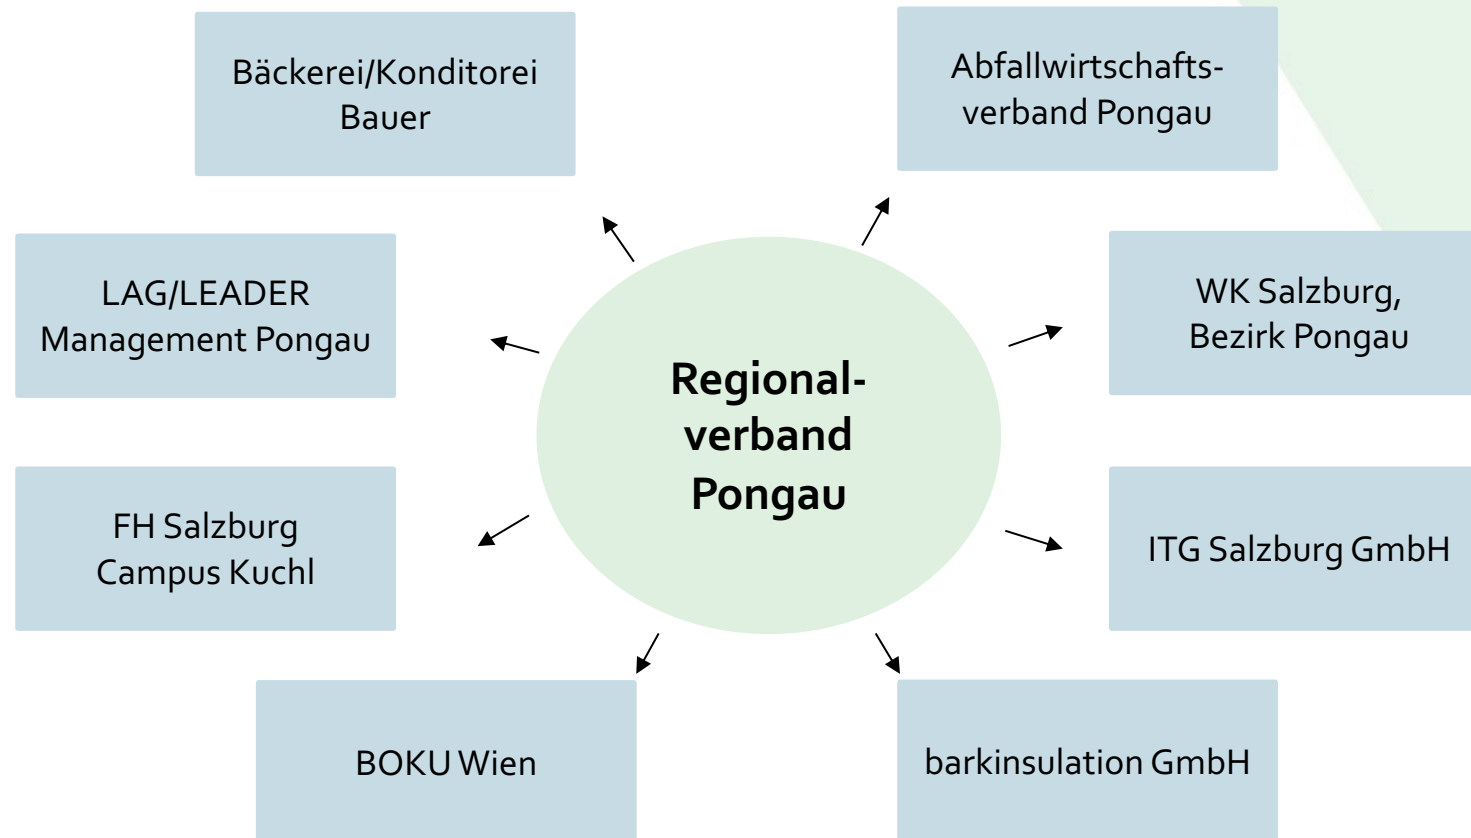 Bäckerei/Konditorei
Bauer
Abfallwirtschafts-
verband Pongau
LAG/LEADER
Management Pongau
WK Salzburg,
Bezirk Pongau
Regional-
verband
Pongau
FH Salzburg
Campus Kuchl
ITG Salzburg GmbH
BOKU Wien
barkinsulation GmbH